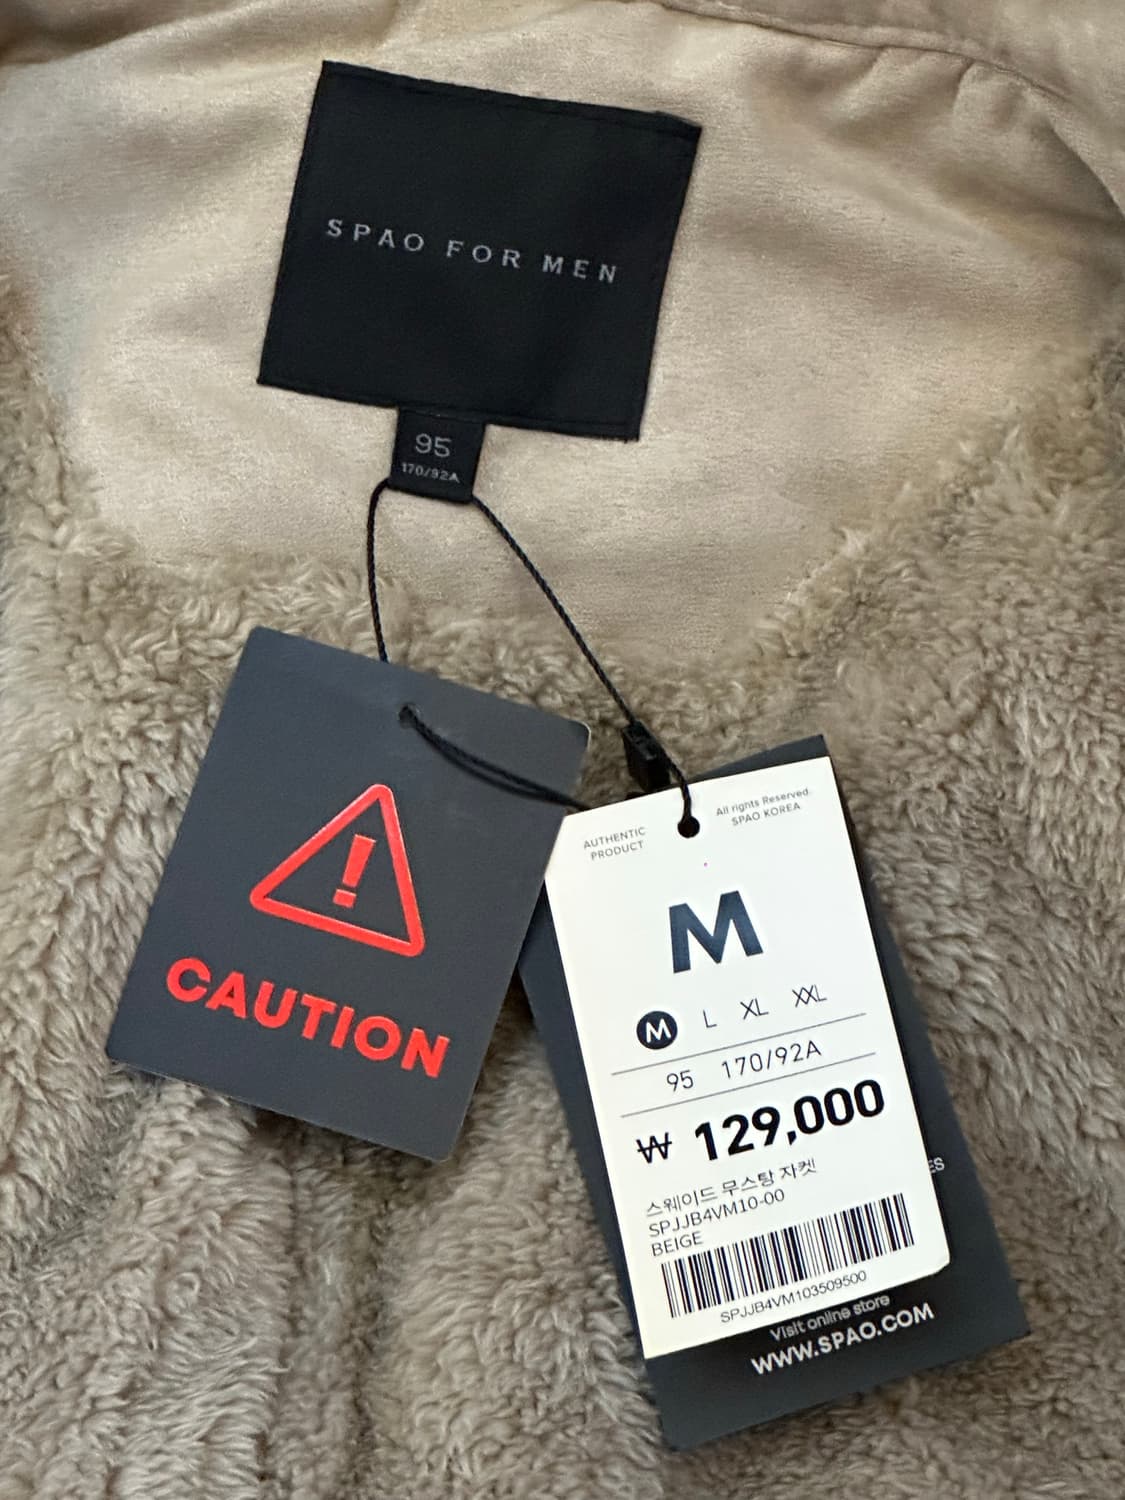 SPAO FOR MEN
95
170/92A
CAUTION
AUTHENTIC
PRODUCT
All rights Reserved.
SPAO KOREA
M
M L XL XXL
95 170/92A
₩ 129,000
스웨이드 무스탕 자켓
SPJJB4VM10-00
BEIGE
SPJJB4VM103509500
Visit online store
WWW.SPAO.COM